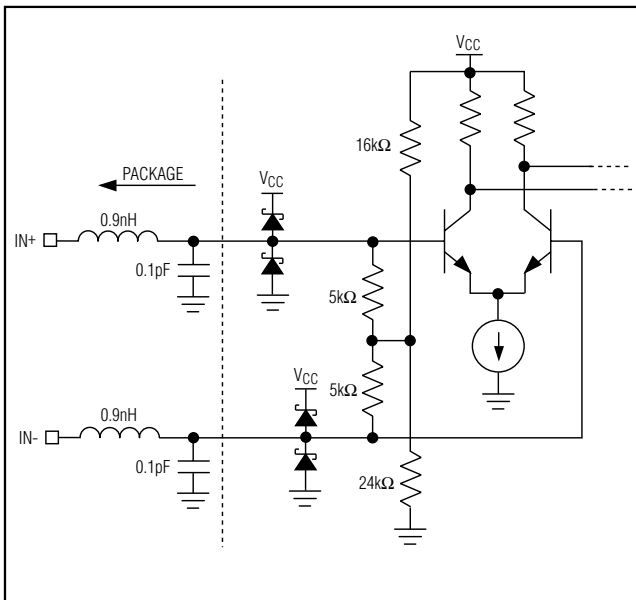 VCC
16kΩ
PACKAGE
VCC
0.9nH
IN+
0.1pF
5kΩ
VCC
5kΩ
0.9nH
IN-
0.1pF
24kΩ